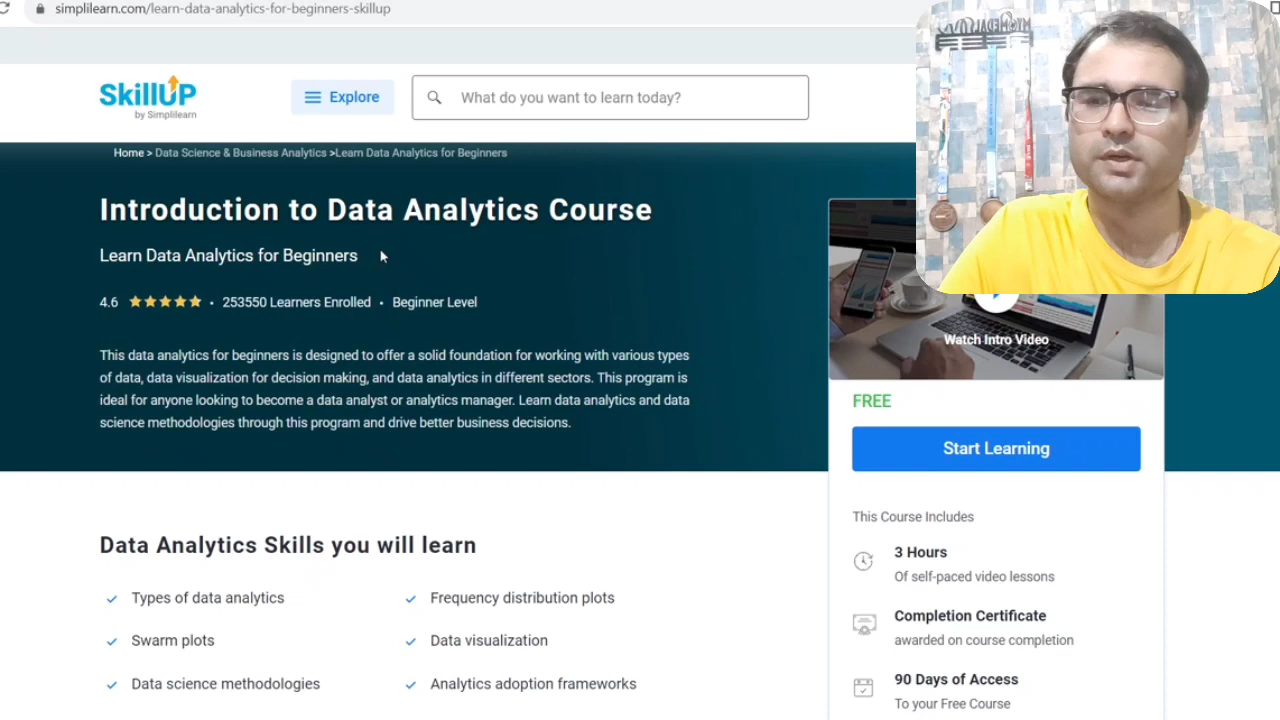 simplilearn.com/learn-data-analytics-for-beginners-skillup
SkillUP
by Simplilearn
Explore
What do you want to learn today?
Home > Data Science & Business Analytics >Learn Data Analytics for Beginners
Introduction to Data Analytics Course
Learn Data Analytics for Beginners
4.6 ★★★★★ • 253550 Learners Enrolled • Beginner Level
This data analytics for beginners is designed to offer a solid foundation for working with various types
of data, data visualization for decision making, and data analytics in different sectors. This program is
ideal for anyone looking to become a data analyst or analytics manager. Learn data analytics and data
science methodologies through this program and drive better business decisions.
Watch Intro Video
FREE
Start Learning
This Course Includes
3 Hours
Of self-paced video lessons
Completion Certificate
awarded on course completion
90 Days of Access
To your Free Course
Data Analytics Skills you will learn
Types of data analytics
Frequency distribution plots
Swarm plots
Data visualization
Data science methodologies
Analytics adoption frameworks